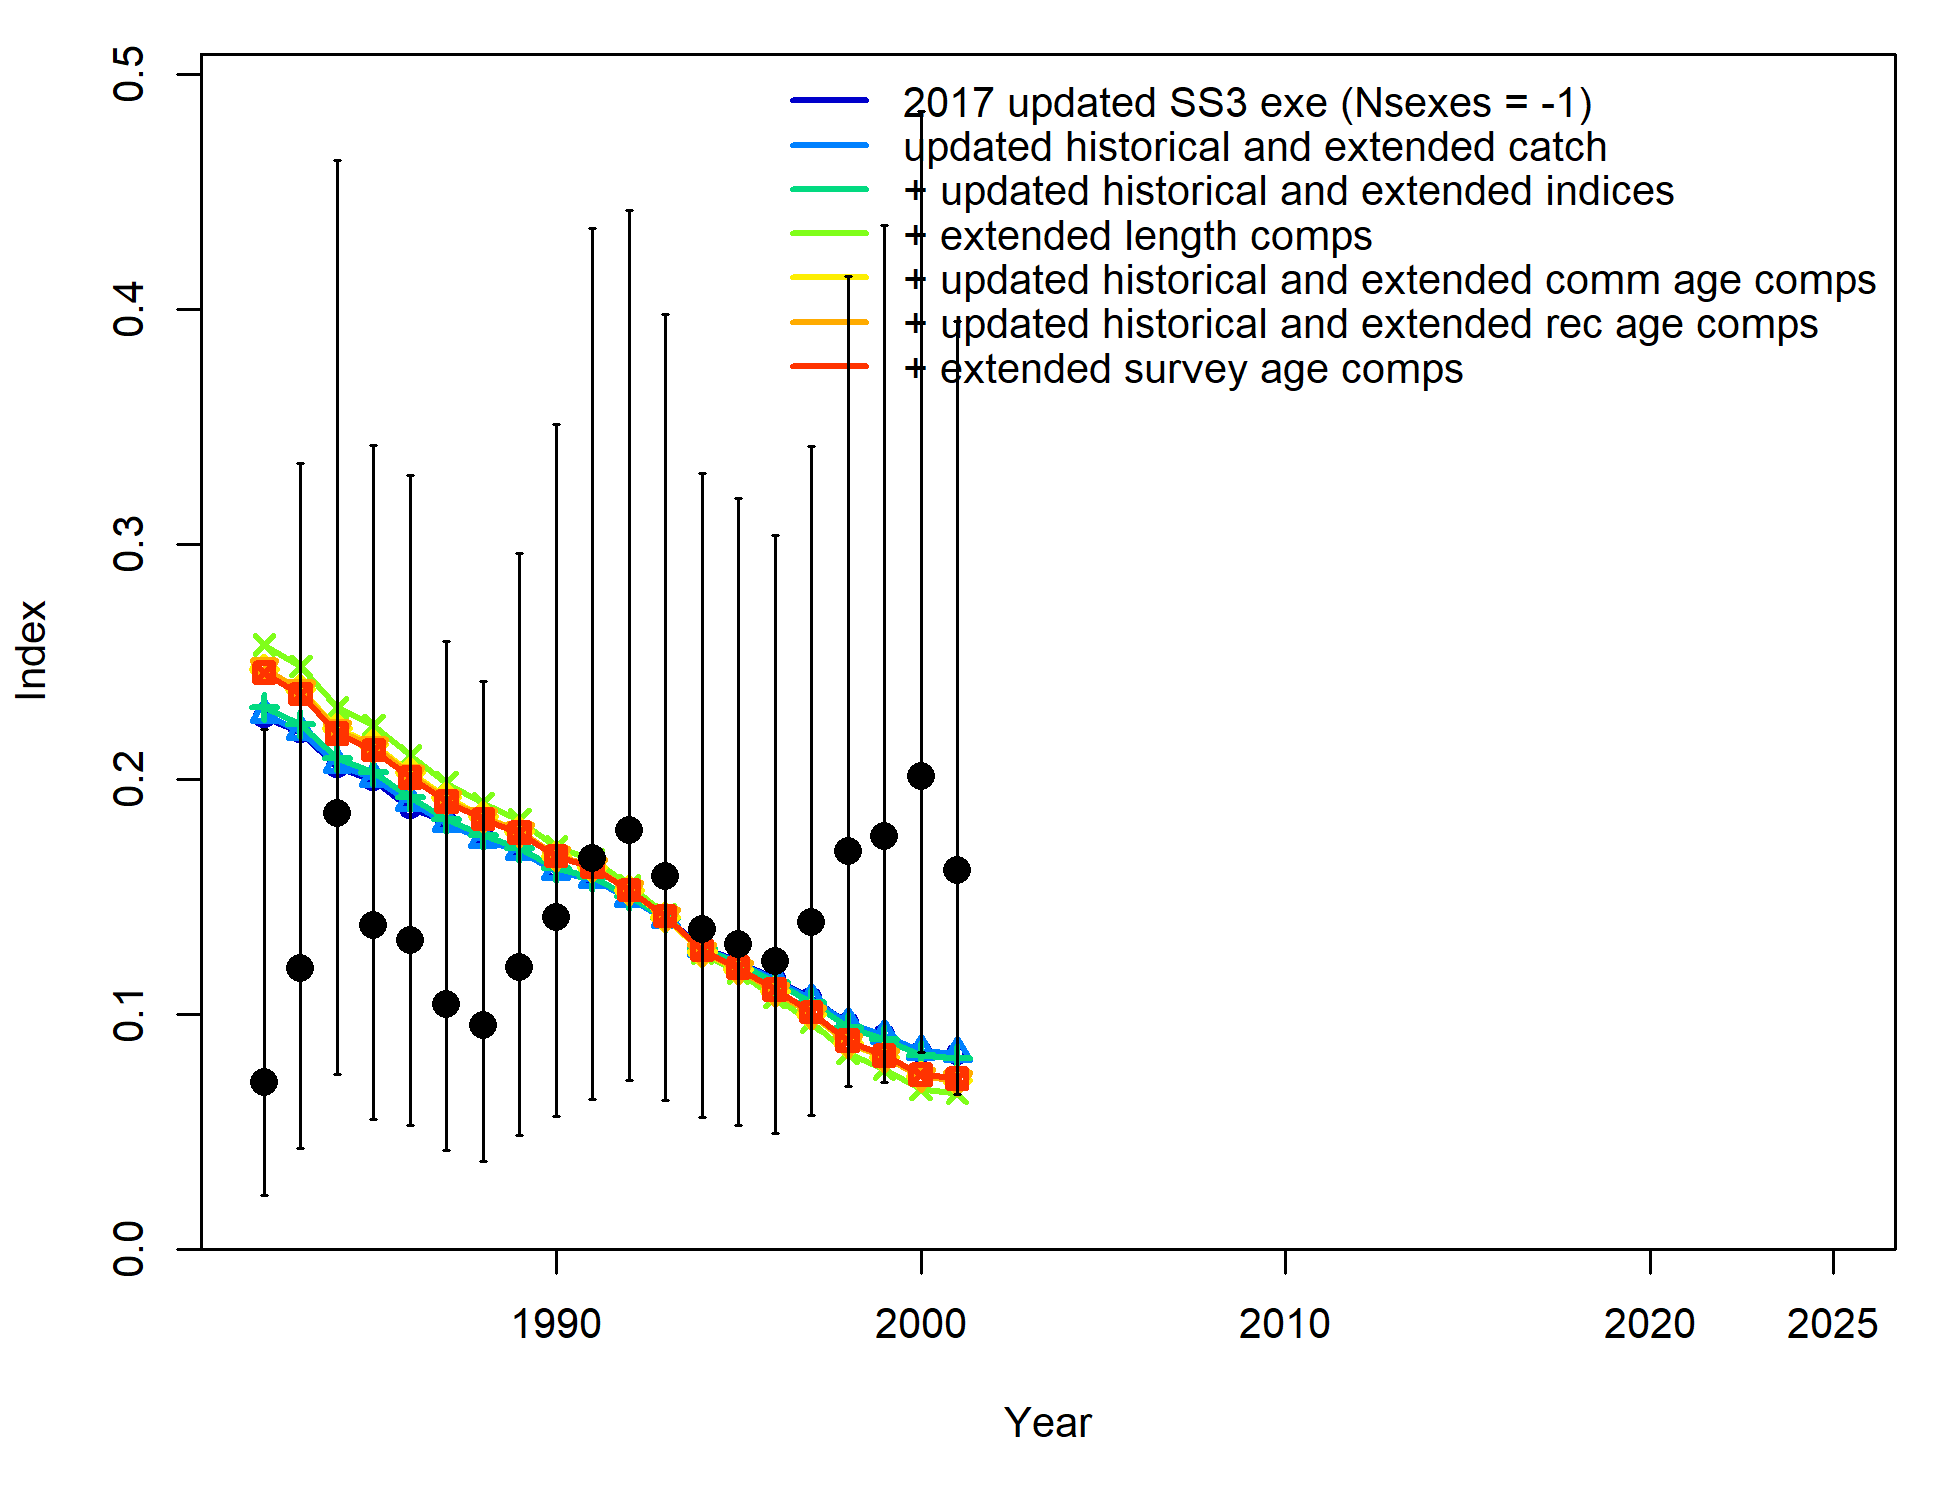 2017 updated SS3 exe (Nsexes = -1)
updated historical and extended catch
+ updated historical and extended indices
+ extended length comps
+ updated historical and extended comm age comps
+ updated historical and extended rec age comps
+ extended survey age comps
0.5
0.4
0.3
0.2
0.1
0.0
Index
1990 2000 2010 2020 2025
Year